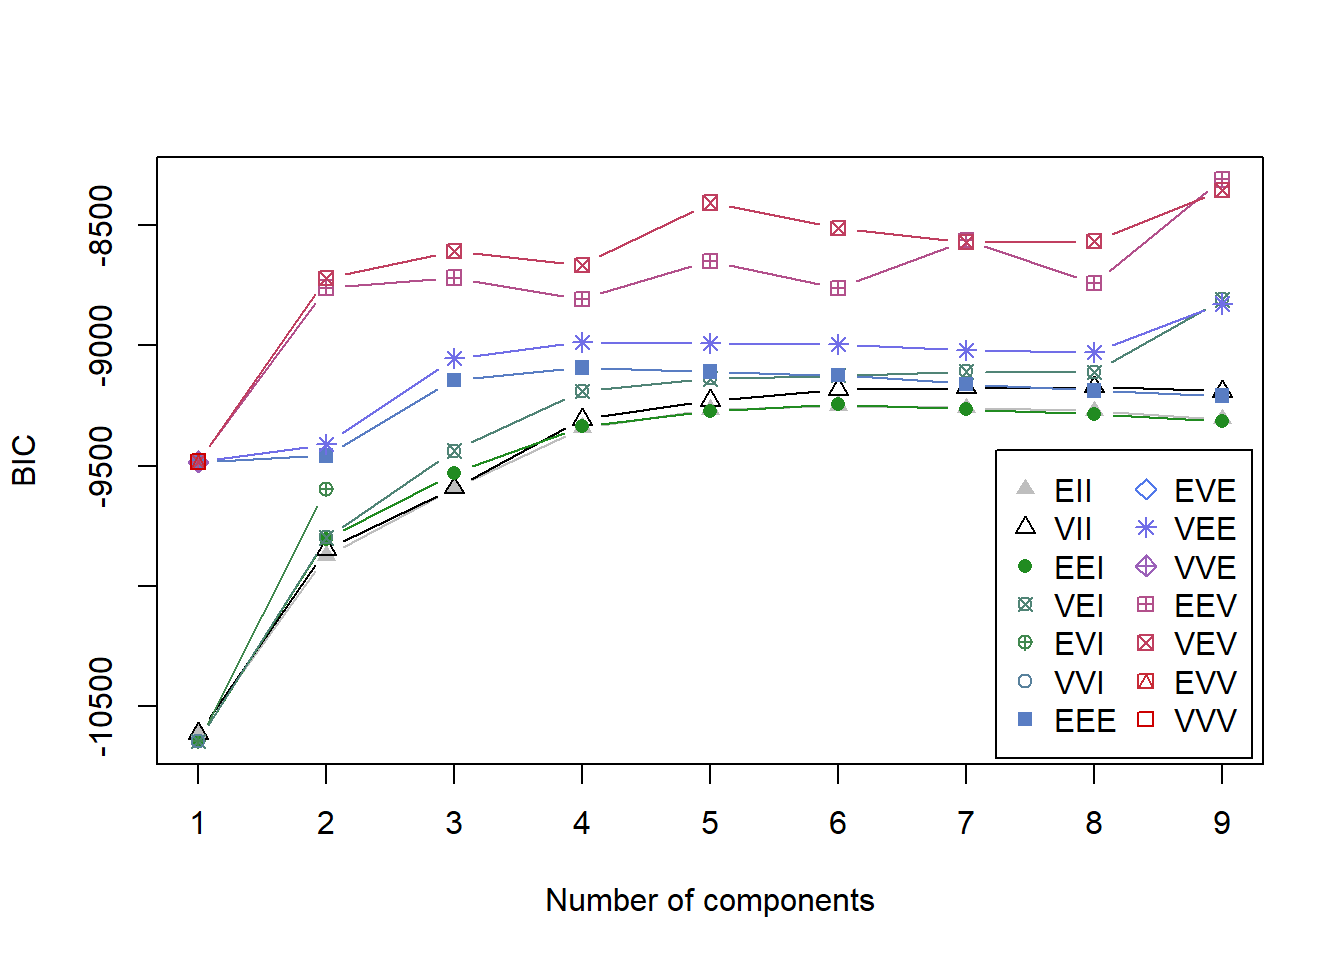 -8500
-9000
-9500
-10500
BIC
EII EVE
VII VEE
EEI VVE
VEI EEV
EVI VEV
VVI EVV
EEE VVV
1 2 3 4 5 6 7 8 9
Number of components